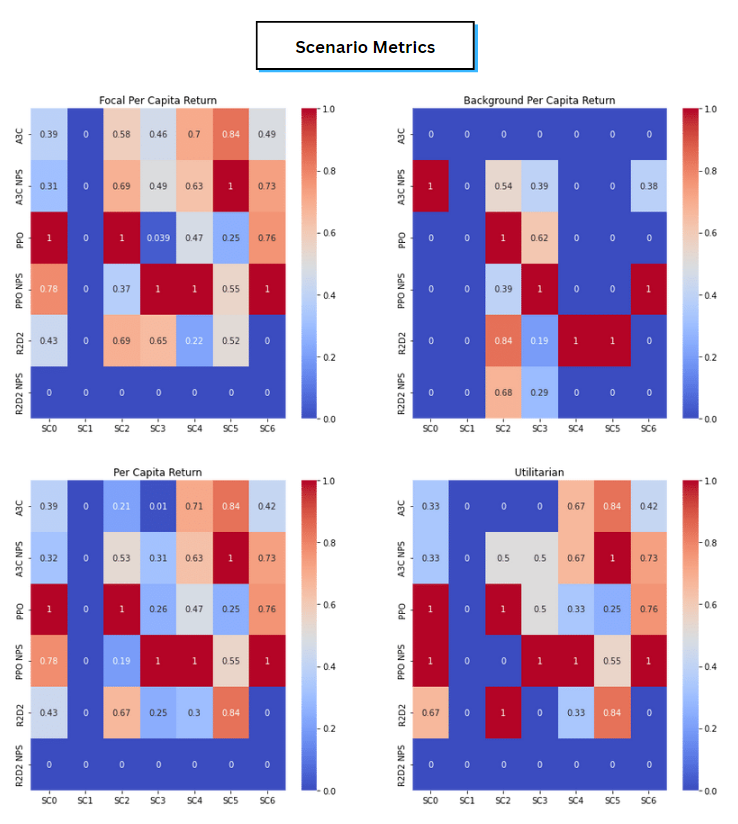 Scenario Metrics
Focal Per Capita Return
A3C 0.39 0 0.58 0.46 0.7 0.84 0.49
A3C NPS 0.31 0 0.69 0.49 0.63 1 0.73
PPO 1 0 1 0.039 0.47 0.25 0.76
PPO NPS 0.78 0 0.37 1 1 0.55 1
R2D2 0.43 0 0.69 0.65 0.22 0.52 0
R2D2 NPS 0 0 0 0 0 0 0
SC0 SC1 SC2 SC3 SC4 SC5 SC6
1.0
0.8
0.6
0.4
0.2
0.0
Background Per Capita Return
A3C 0 0 0 0 0 0 0
A3C NPS 1 0 0.54 0.39 0 0 0.38
PPO 0 0 1 0.62 0 0 0
PPO NPS 0 0 0.39 1 0 0 1
R2D2 0 0 0.84 0.19 1 1 0
R2D2 NPS 0 0 0.68 0.29 0 0 0
SC0 SC1 SC2 SC3 SC4 SC5 SC6
1.0
0.8
0.6
0.4
0.2
0.0
Per Capita Return
A3C 0.39 0 0.21 0.01 0.71 0.84 0.42
A3C NPS 0.32 0 0.53 0.31 0.63 1 0.73
PPO 1 0 1 0.26 0.47 0.25 0.76
PPO NPS 0.78 0 0.19 1 1 0.55 1
R2D2 0.43 0 0.67 0.25 0.3 0.84 0
R2D2 NPS 0 0 0 0 0 0 0
SC0 SC1 SC2 SC3 SC4 SC5 SC6
1.0
0.8
0.6
0.4
0.2
0.0
Utilitarian
A3C 0.33 0 0 0 0.67 0.84 0.42
A3C NPS 0.33 0 0.5 0.5 0.67 1 0.73
PPO 1 0 1 0.5 0.33 0.25 0.76
PPO NPS 1 0 0 1 1 0.55 1
R2D2 0.67 0 1 0 0.33 0.84 0
R2D2 NPS 0 0 0 0 0 0 0
SC0 SC1 SC2 SC3 SC4 SC5 SC6
1.0
0.8
0.6
0.4
0.2
0.0